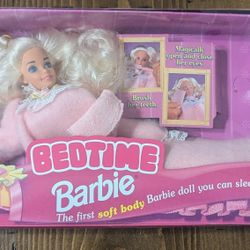 Magically
open and close
her eyes
Brush
her teeth
BEDTIME
Barbie
The first soft body Barbie doll you can slee